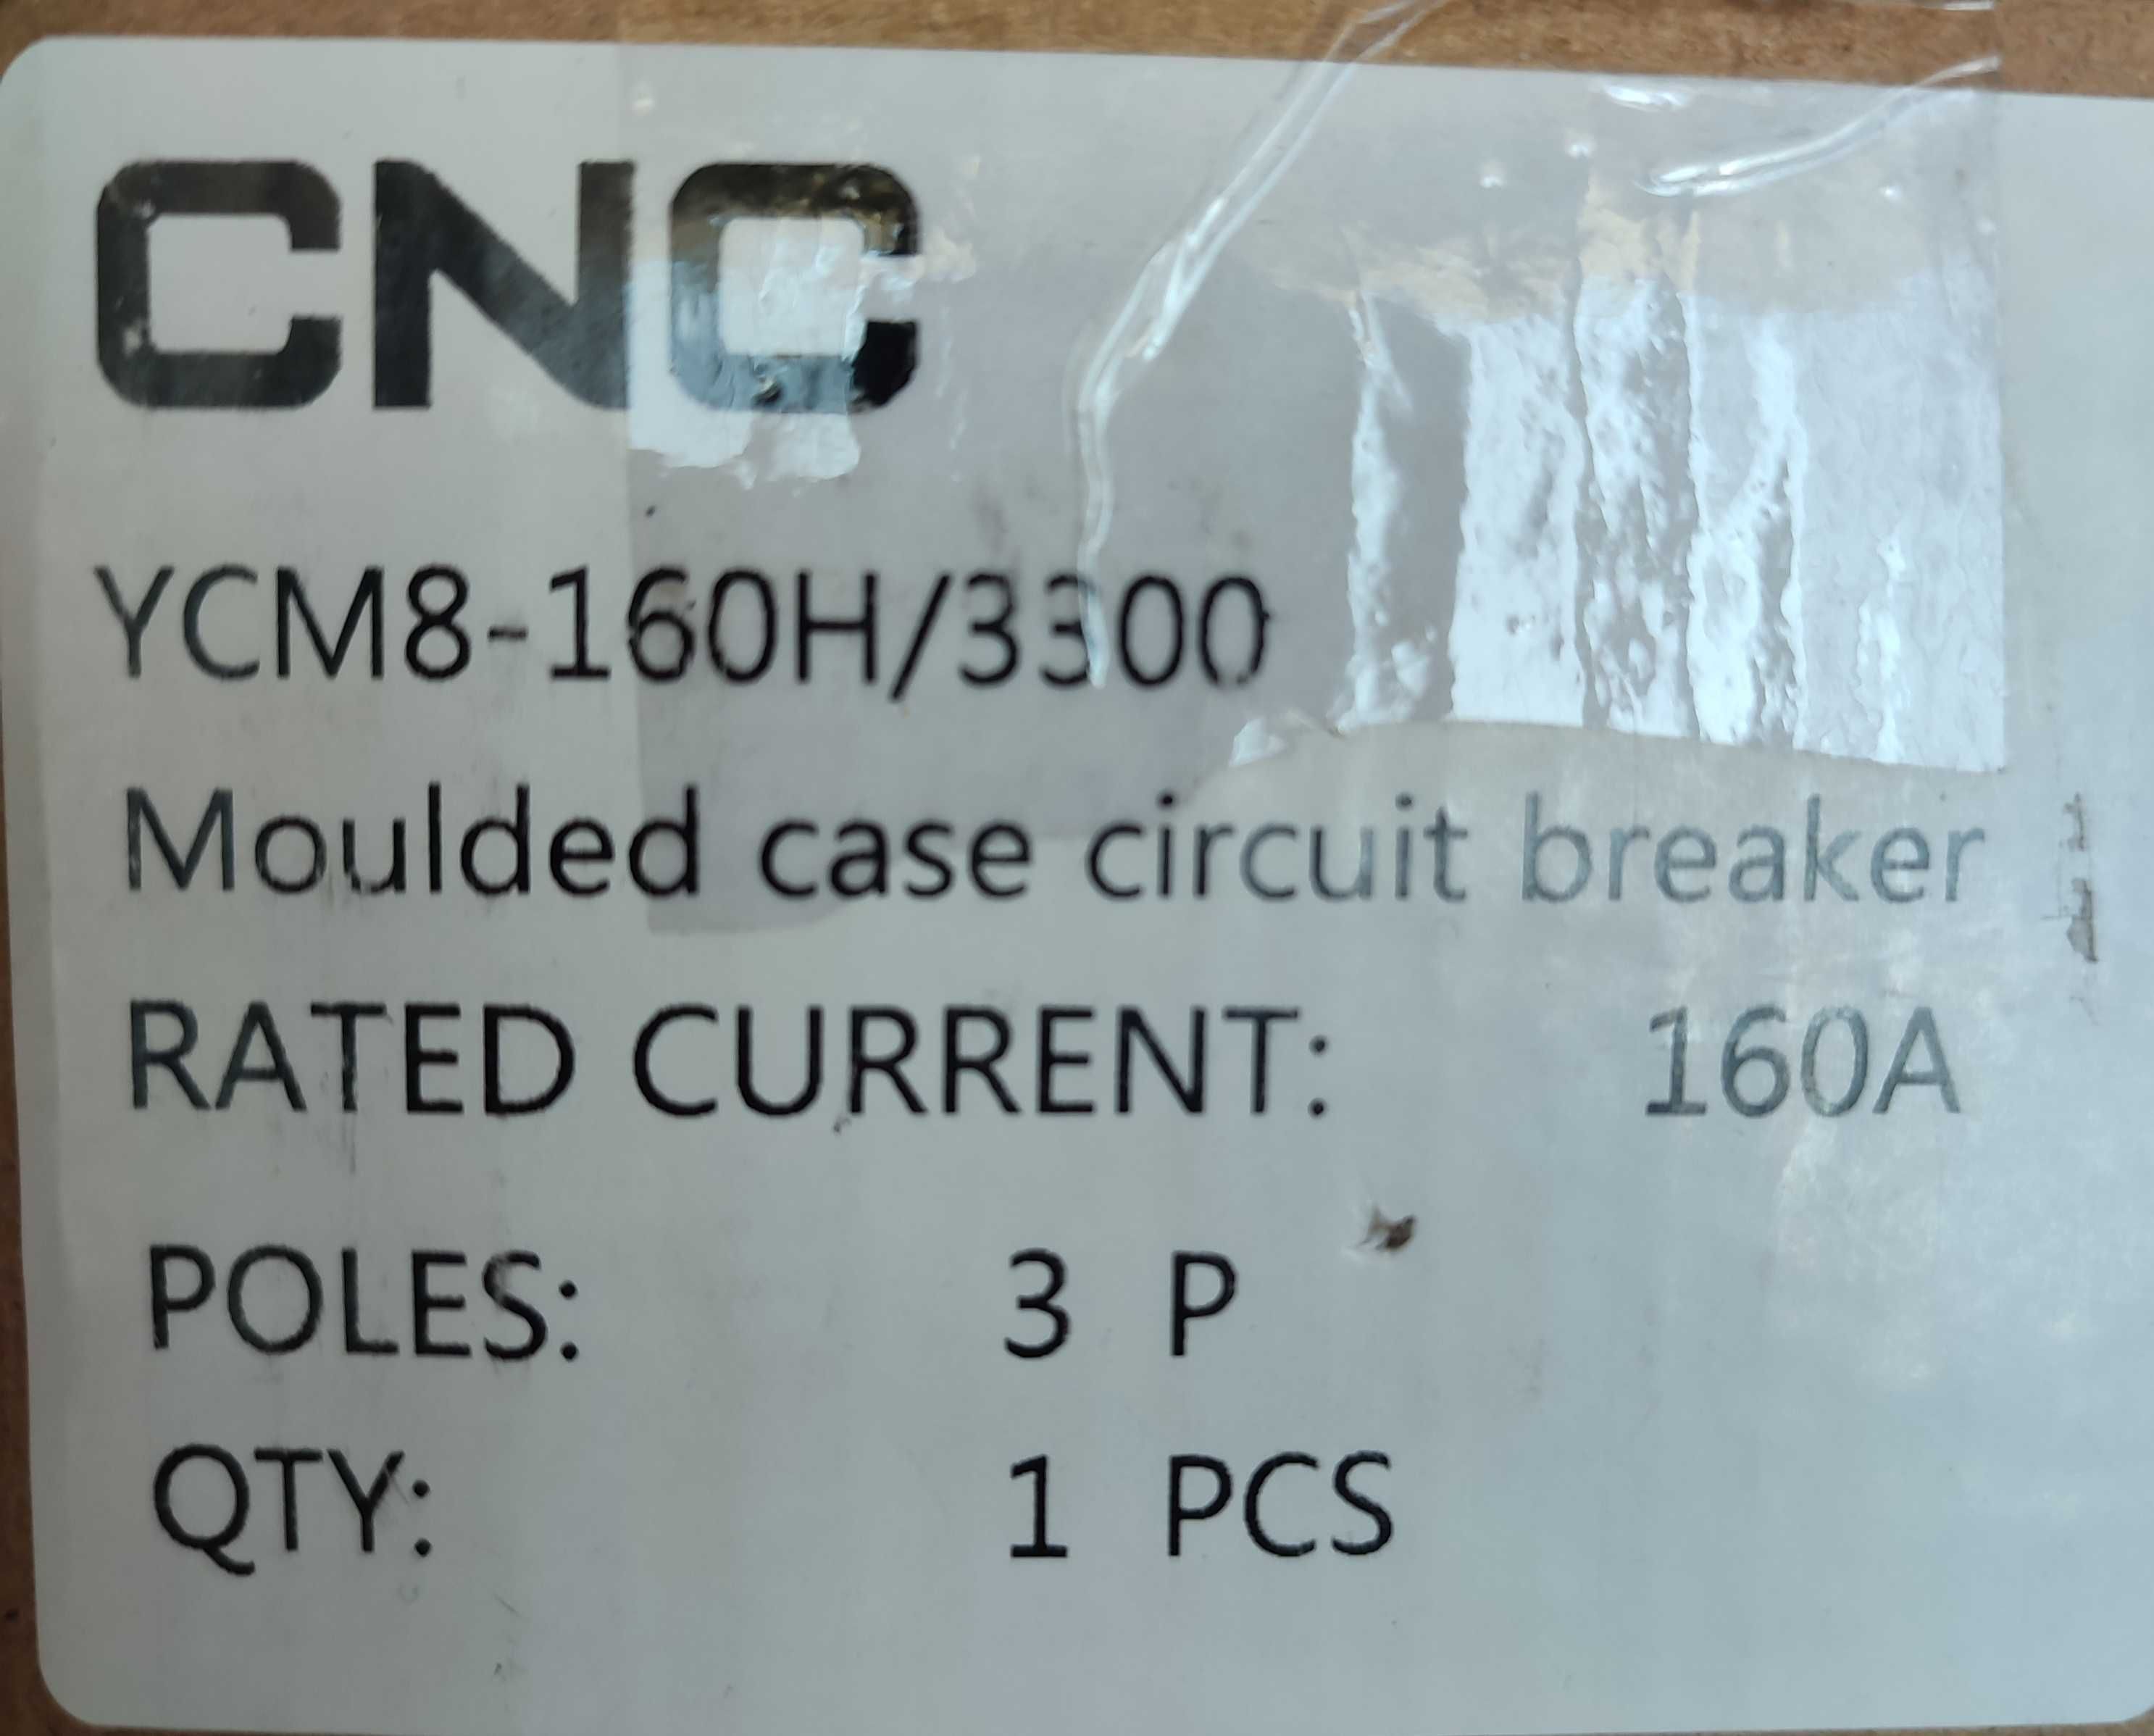 CNC
YCM8-160H/3300
Moulded case circuit breaker
RATED CURRENT: 160A
POLES: 3 P
QTY: 1 PCS